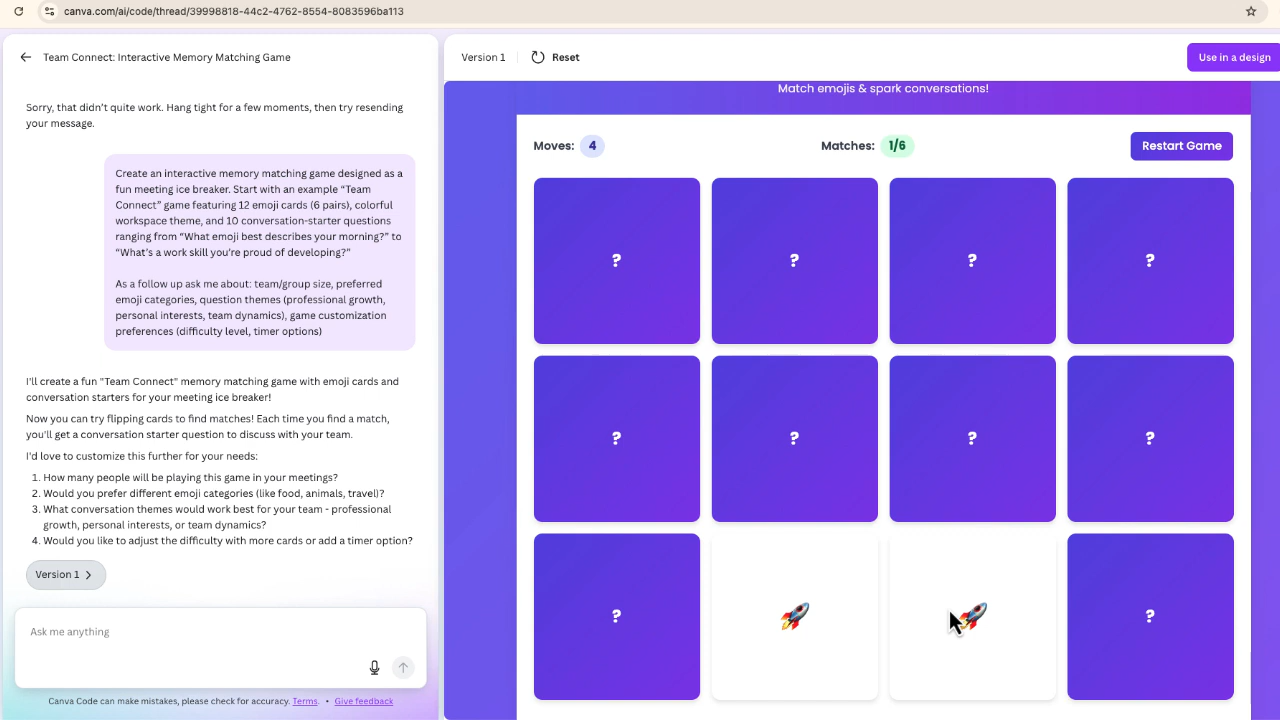 canva.com/ai/code/thread/39998818-44c2-4762-8554-8083596ba113
Team Connect: Interactive Memory Matching Game
Sorry, that didn't quite work. Hang tight for a few moments, then try resending
your message.
Create an interactive memory matching game designed as a
fun meeting ice breaker. Start with an example “Team
Connect” game featuring 12 emoji cards (6 pairs), colorful
workspace theme, and 10 conversation-starter questions
ranging from “What emoji best describes your morning?” to
“What’s a work skill you’re proud of developing?”
As a follow up ask me about: team/group size, preferred
emoji categories, question themes (professional growth,
personal interests, team dynamics), game customization
preferences (difficulty level, timer options)
I'll create a fun "Team Connect" memory matching game with emoji cards and
conversation starters for your meeting ice breaker!
Now you can try flipping cards to find matches! Each time you find a match,
you'll get a conversation starter question to discuss with your team.
I'd love to customize this further for your needs:
1. How many people will be playing this game in your meetings?
2. Would you prefer different emoji categories (like food, animals, travel)?
3. What conversation themes would work best for your team - professional
growth, personal interests, or team dynamics?
4. Would you like to adjust the difficulty with more cards or add a timer option?
Version 1
Ask me anything
Canva Code can make mistakes, please check for accuracy. Terms. • Give feedback
Version 1
Reset
Use in a design
Match emojis & spark conversations!
Moves: 4
Matches: 1/6
Restart Game
? ? ? ?
? ? ? ?
? ?